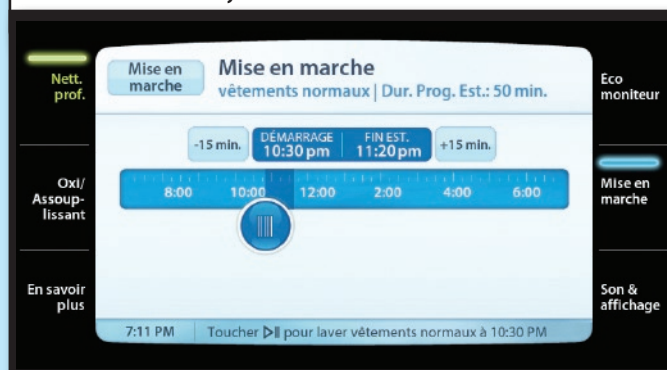 Nett.
prof.
Oxi/
Assoup-
lissant
En savoir
plus
Mise en
marche
Mise en marche
vêtements normaux | Dur. Prog. Est.: 50 min.
-15 min.
DÉMARRAGE
10:30 pm
FIN EST.
11:20 pm
+15 min.
8:00 10:00 12:00 2:00 4:00 6:00
7:11 PM Toucher ▷|| pour laver vêtements normaux à 10:30 PM
Eco
moniteur
Mise en
marche
Son &
affichage